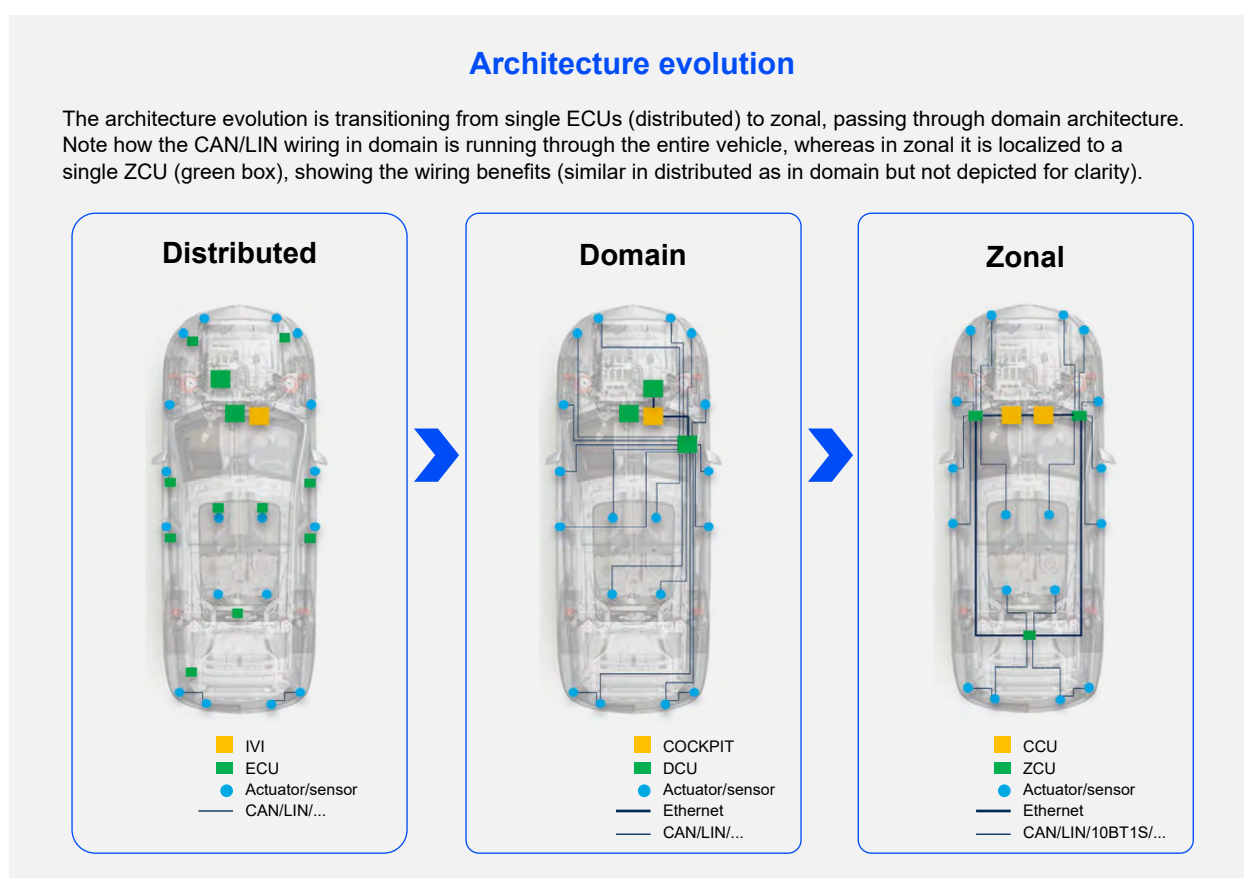 Architecture evolution
The architecture evolution is transitioning from single ECUs (distributed) to zonal, passing through domain architecture.
Note how the CAN/LIN wiring in domain is running through the entire vehicle, whereas in zonal it is localized to a
single ZCU (green box), showing the wiring benefits (similar in distributed as in domain but not depicted for clarity).
Distributed
IVI
ECU
Actuator/sensor
CAN/LIN/...
Domain
COCKPIT
DCU
Actuator/sensor
Ethernet
CAN/LIN/...
Zonal
CCU
ZCU
Actuator/sensor
Ethernet
CAN/LIN/10BT1S/...